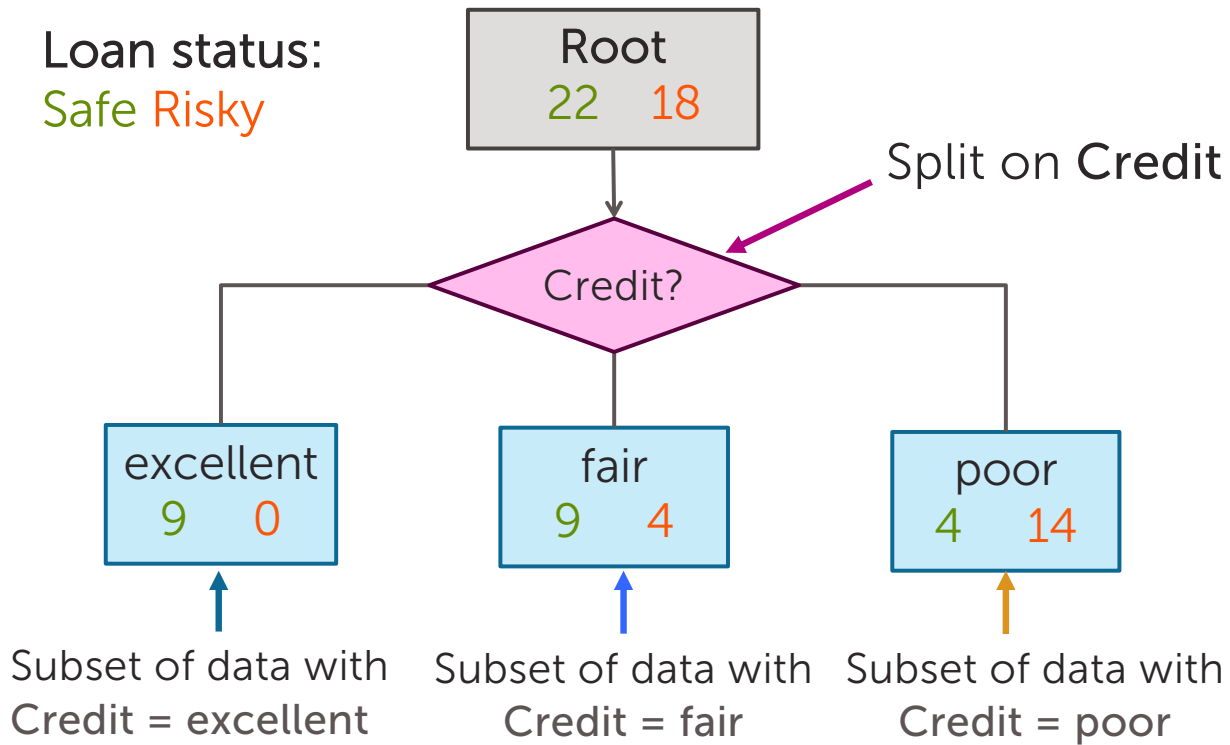 Loan status:
Safe Risky
Root
22 18
Split on Credit
Credit?
excellent
9 0
fair
9 4
poor
4 14
Subset of data with
Credit = excellent
Subset of data with
Credit = fair
Subset of data with
Credit = poor